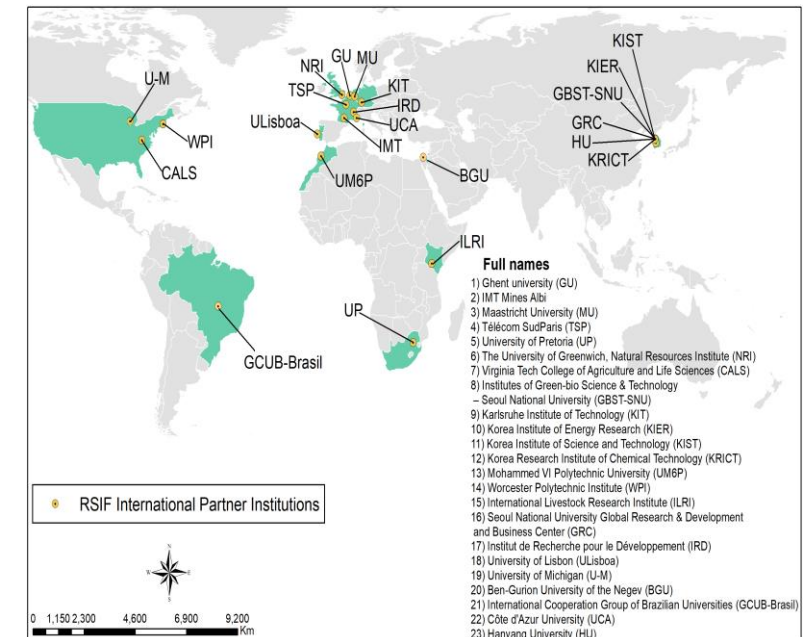 KIST
KIER
GBST-SNU
GRC
HU
KRICT
GU MU
NRI
KIT
TSP
IRD
UCA
IMT
U-M
WPI
CALS
ULisboa
UM6P
BGU
ILRI
UP
GCUB-Brasil
Full names
1) Ghent university (GU)
2) IMT Mines Albi
3) Maastricht University (MU)
4) Télécom SudParis (TSP)
5) University of Pretoria (UP)
6) The University of Greenwich, Natural Resources Institute (NRI)
7) Virginia Tech College of Agriculture and Life Sciences (CALS)
8) Institutes of Green-bio Science & Technology
– Seoul National University (GBST-SNU)
9) Karlsruhe Institute of Technology (KIT)
10) Korea Institute of Energy Research (KIER)
11) Korea Institute of Science and Technology (KIST)
12) Korea Research Institute of Chemical Technology (KRICT)
13) Mohammed VI Polytechnic University (UM6P)
14) Worcester Polytechnic Institute (WPI)
15) International Livestock Research Institute (ILRI)
16) Seoul National University Global Research & Development
and Business Center (GRC)
17) Institut de Recherche pour le Développement (IRD)
18) University of Lisbon (ULisboa)
19) University of Michigan (U-M)
20) Ben-Gurion University of the Negev (BGU)
21) International Cooperation Group of Brazilian Universities (GCUB-Brasil)
22) Côte d'Azur University (UCA)
23) Hanyang University (HU)
RSIF International Partner Institutions
N
W E
S
0 1,150 2,300 4,600 6,900 9,200
Km